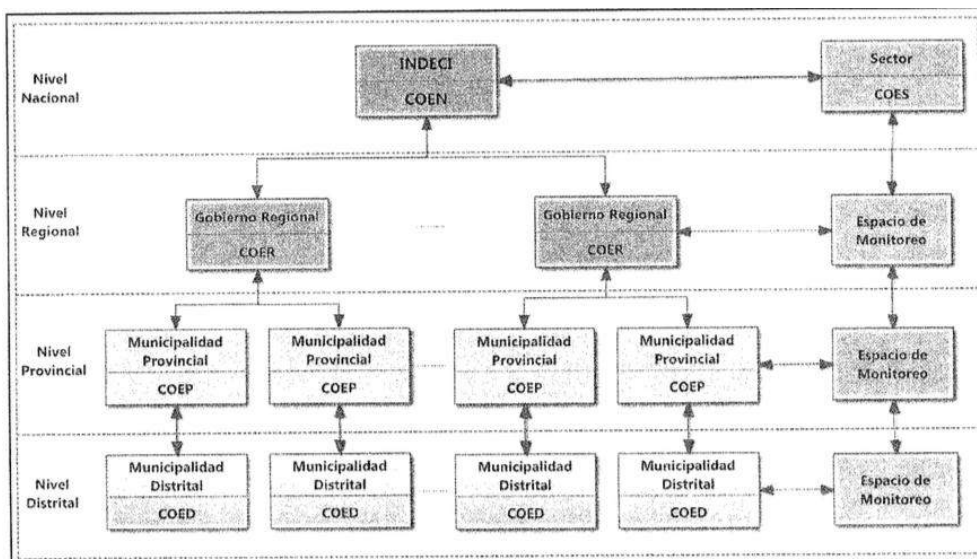 Nivel
Nacional
INDECI
COEN
Sector
COES
Nivel
Regional
Gobierno Regional
COER
.....
Gobierno Regional
COER
Espacio de
Monitoreo
Nivel
Provincial
Municipalidad
Provincial
COEP
Municipalidad
Provincial
COEP
.....
Municipalidad
Provincial
COEP
Municipalidad
Provincial
COEP
Espacio de
Monitoreo
Nivel
Distrital
Municipalidad
Distrital
COED
Municipalidad
Distrital
COED
.....
Municipalidad
Distrital
COED
Municipalidad
Distrital
COED
Espacio de
Monitoreo